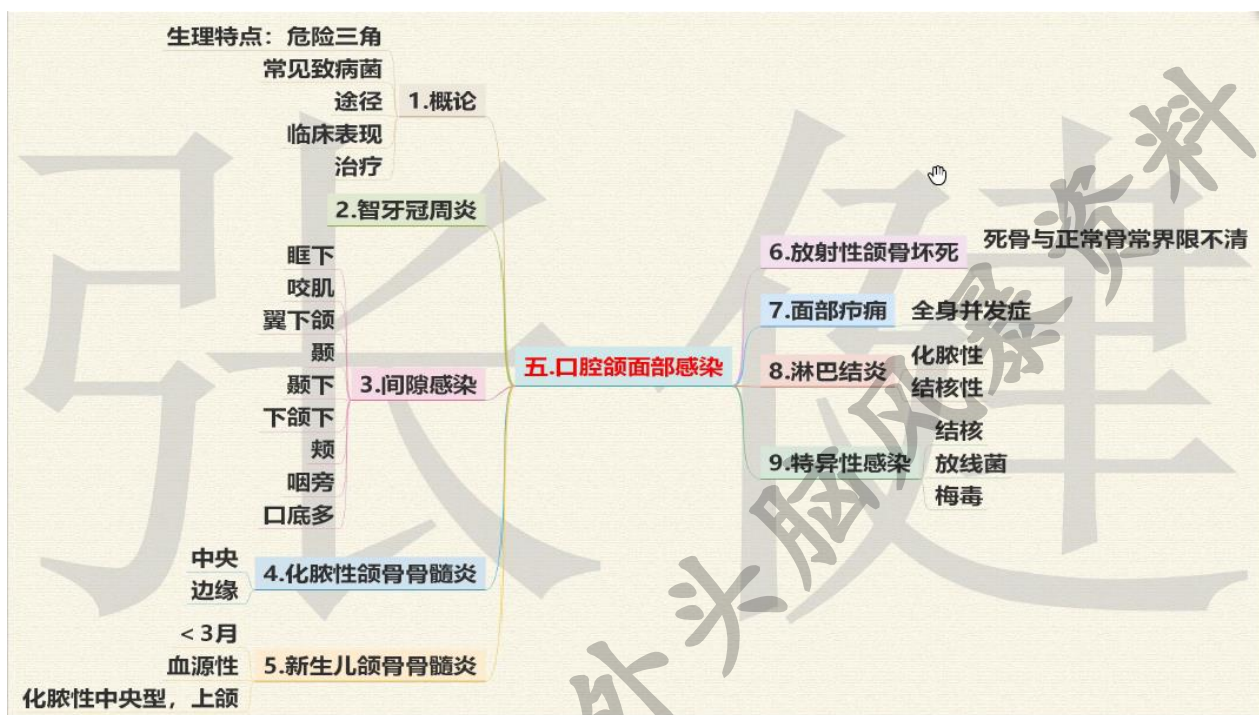 五.口腔颌面部感染
1.概论
生理特点：危险三角
常见致病菌
途径
临床表现
治疗
2.智牙冠周炎
3.间隙感染
眶下
咬肌
翼下颌
颞
颞下
下颌下
颊
咽旁
口底多
4.化脓性颌骨骨髓炎
中央
边缘
5.新生儿颌骨骨髓炎
＜3月
血源性
化脓性中央型，上颌
6.放射性颌骨坏死
死骨与正常骨常界限不清
7.面部疖痈
全身并发症
8.淋巴结炎
化脓性
结核性
9.特异性感染
结核
放线菌
梅毒
张健
外头脑风暴资料